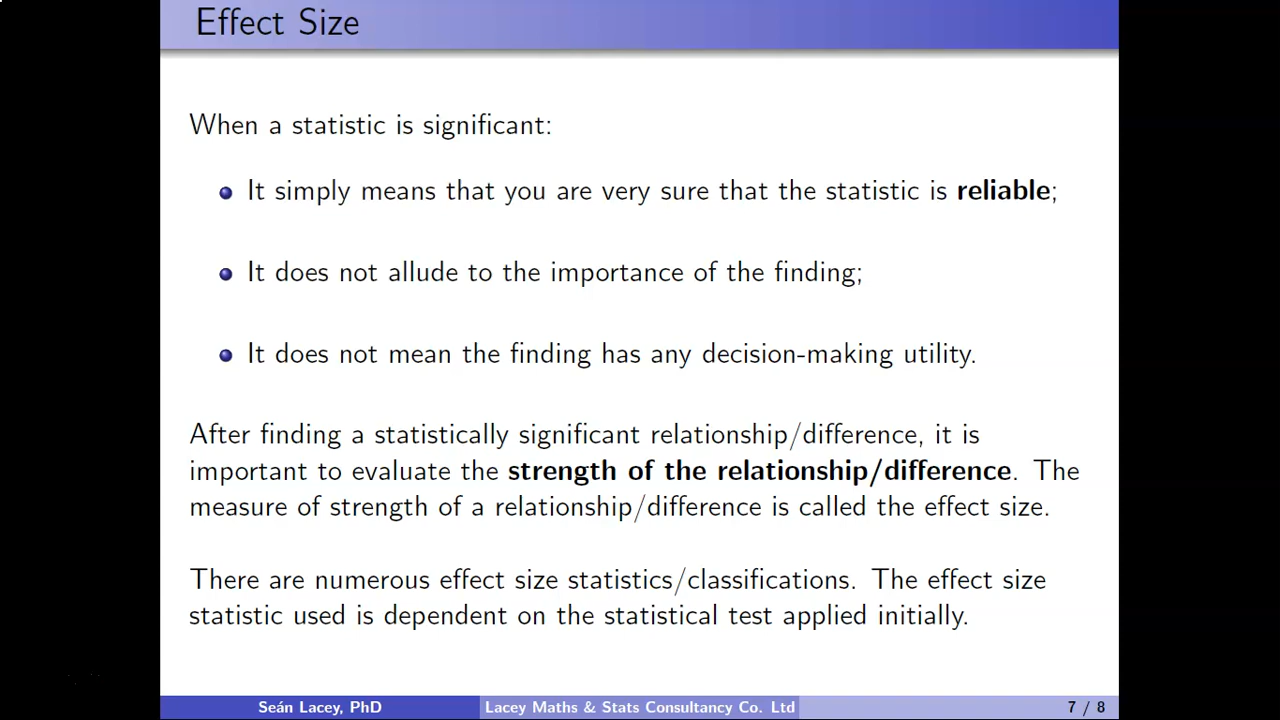 Effect Size
When a statistic is significant:
It simply means that you are very sure that the statistic is reliable;
It does not allude to the importance of the finding;
It does not mean the finding has any decision-making utility.
After finding a statistically significant relationship/difference, it is
important to evaluate the strength of the relationship/difference. The
measure of strength of a relationship/difference is called the effect size.
There are numerous effect size statistics/classifications. The effect size
statistic used is dependent on the statistical test applied initially.
Seán Lacey, PhD Lacey Maths & Stats Consultancy Co. Ltd 7 / 8